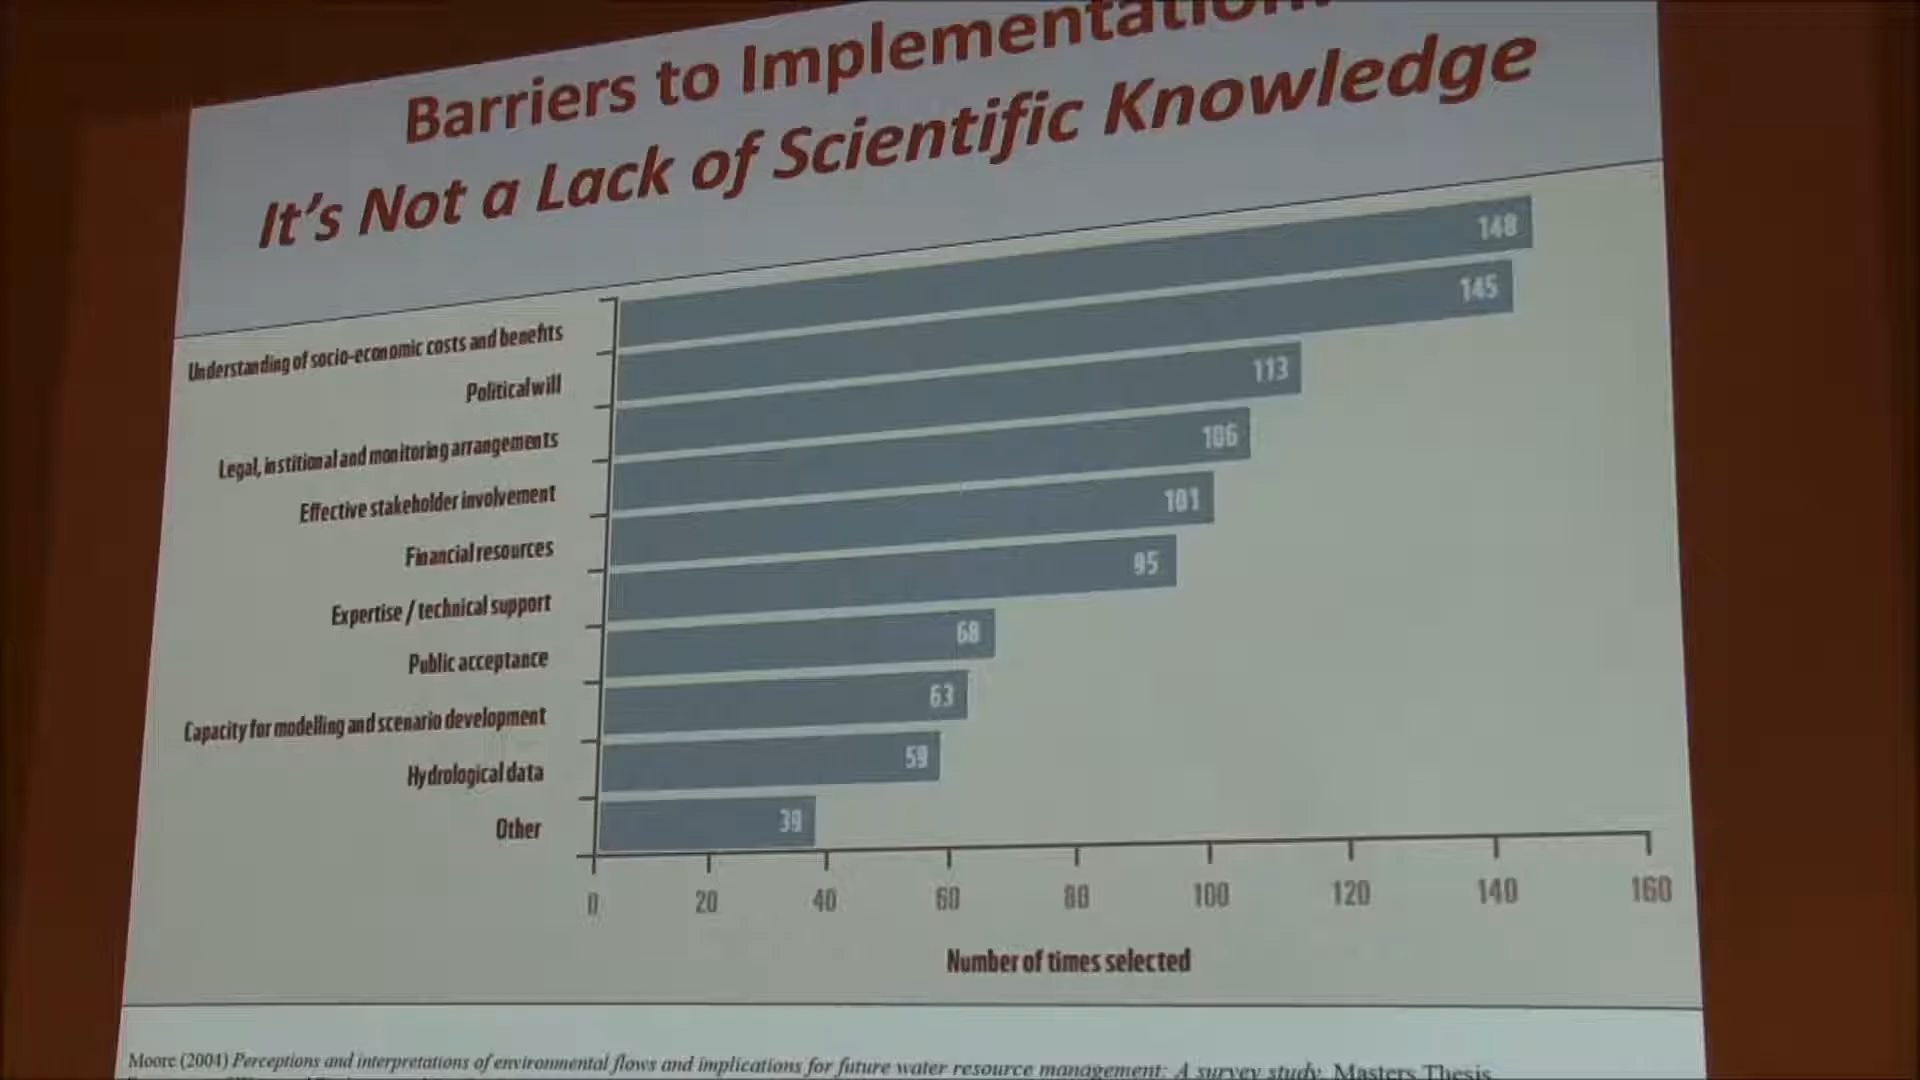 Barriers to Implementation
It's Not a Lack of Scientific Knowledge
Understanding of socio-economic costs and benefits 148
Political will 145
Legal, institional and monitoring arrangements 113
Effective stakeholder involvement 106
Financial resources 101
Expertise / technical support 95
Public acceptance 68
Capacity for modelling and scenario development 63
Hydrological data 59
Other 39
0 20 40 60 80 100 120 140 160
Number of times selected
Moore (2004) Perceptions and interpretations of environmental flows and implications for future water resource management: A survey study, Masters Thesis,